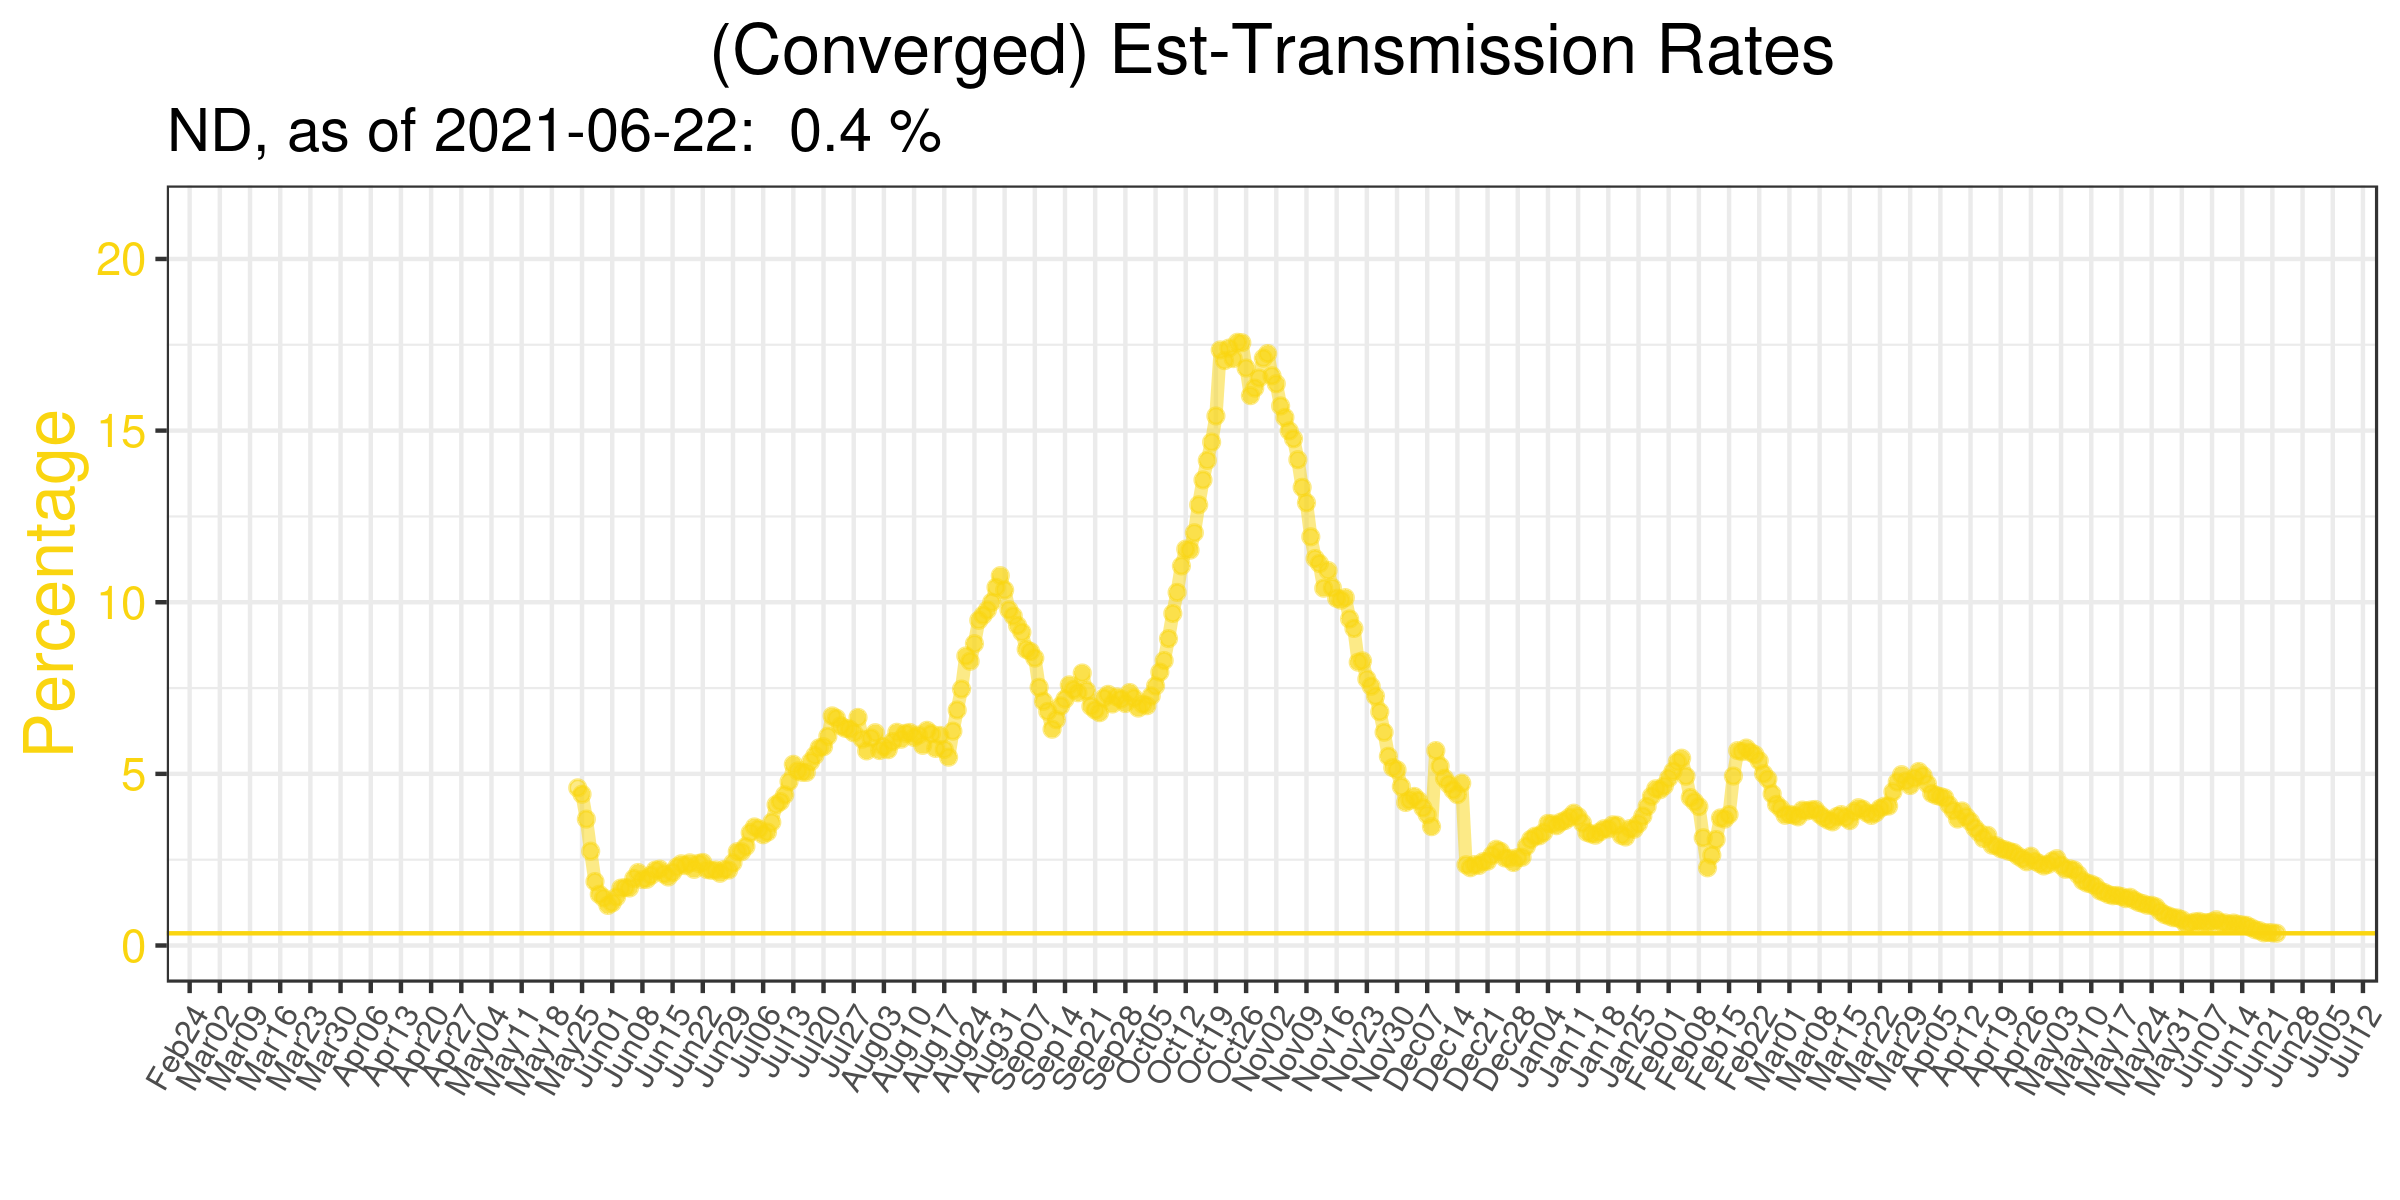 (Converged) Est-Transmission Rates
ND, as of 2021-06-22:  0.4 %
Percentage
20
15
10
5
0
Feb24
Mar02
Mar09
Mar16
Mar23
Mar30
Apr06
Apr13
Apr20
Apr27
May04
May11
May18
May25
Jun01
Jun08
Jun15
Jun22
Jun29
Jul06
Jul13
Jul20
Jul27
Aug03
Aug10
Aug17
Aug24
Aug31
Sep07
Sep14
Sep21
Sep28
Oct05
Oct12
Oct19
Oct26
Nov02
Nov09
Nov16
Nov23
Nov30
Dec07
Dec14
Dec21
Dec28
Dec04
Jan11
Jan18
Jan25
Feb01
Feb08
Feb15
Feb22
Mar01
Mar08
Mar15
Mar22
Mar29
Apr05
Apr12
Apr19
Apr26
May03
May10
May17
May24
May31
May07
Jun14
Jun21
Jun28
Jul05
Jul12